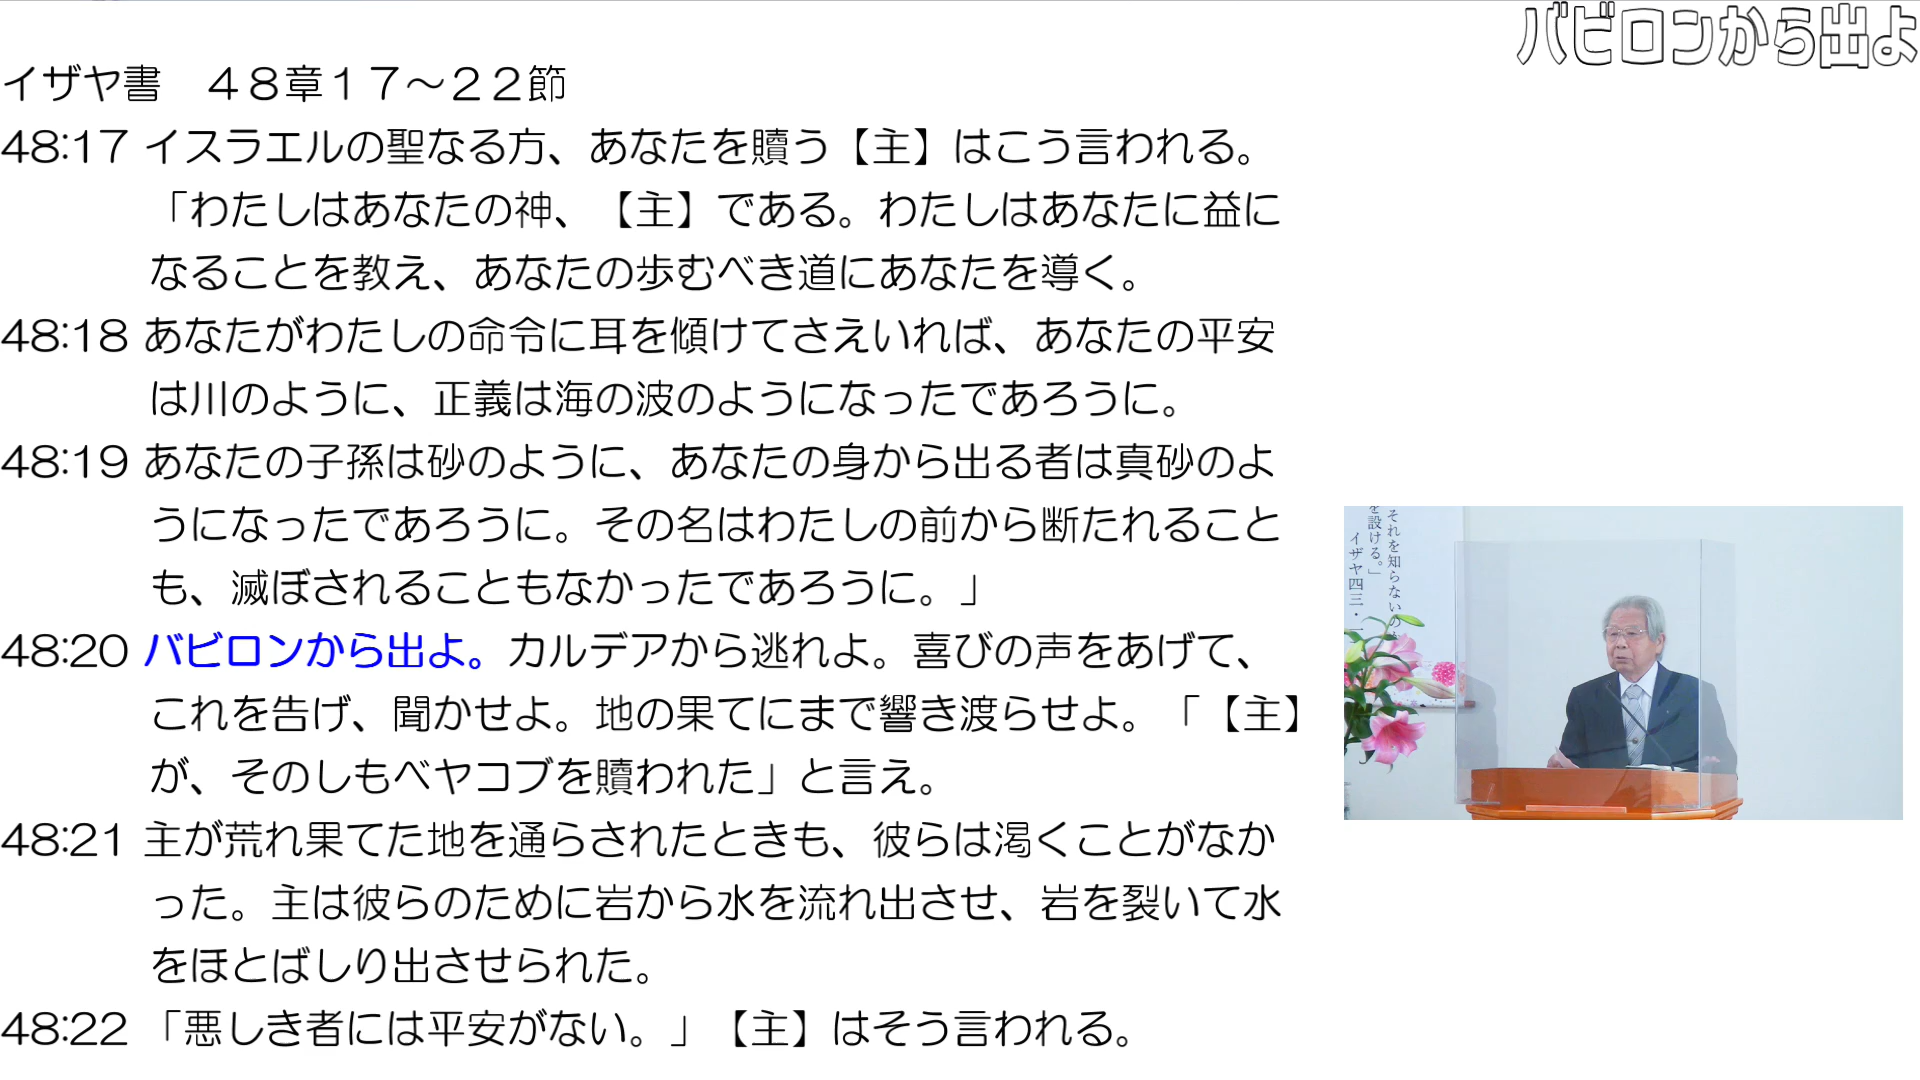 バビロンから出よ
イザヤ書　４８章１７～２２節
48:17 イスラエルの聖なる方、あなたを贖う【主】はこう言われる。
「わたしはあなたの神、【主】である。わたしはあなたに益に
なることを教え、あなたの歩むべき道にあなたを導く。
48:18 あなたがわたしの命令に耳を傾けてさえいれば、あなたの平安
は川のように、正義は海の波のようになったであろうに。
48:19 あなたの子孫は砂のように、あなたの身から出る者は真砂のよ
うになったであろうに。その名はわたしの前から断たれること
も、滅ぼされることもなかったであろうに。」
48:20 バビロンから出よ。カルデアから逃れよ。喜びの声をあげて、
これを告げ、聞かせよ。地の果てにまで響き渡らせよ。「【主】
が、そのしもべヤコブを贖われた」と言え。
48:21 主が荒れ果てた地を通らされたときも、彼らは渇くことがなか
った。主は彼らのために岩から水を流れ出させ、岩を裂いて水
をほとばしり出させられた。
48:22 「悪しき者には平安がない。」【主】はそう言われる。
それを知らないの
を設ける。」
イザヤ四三・一